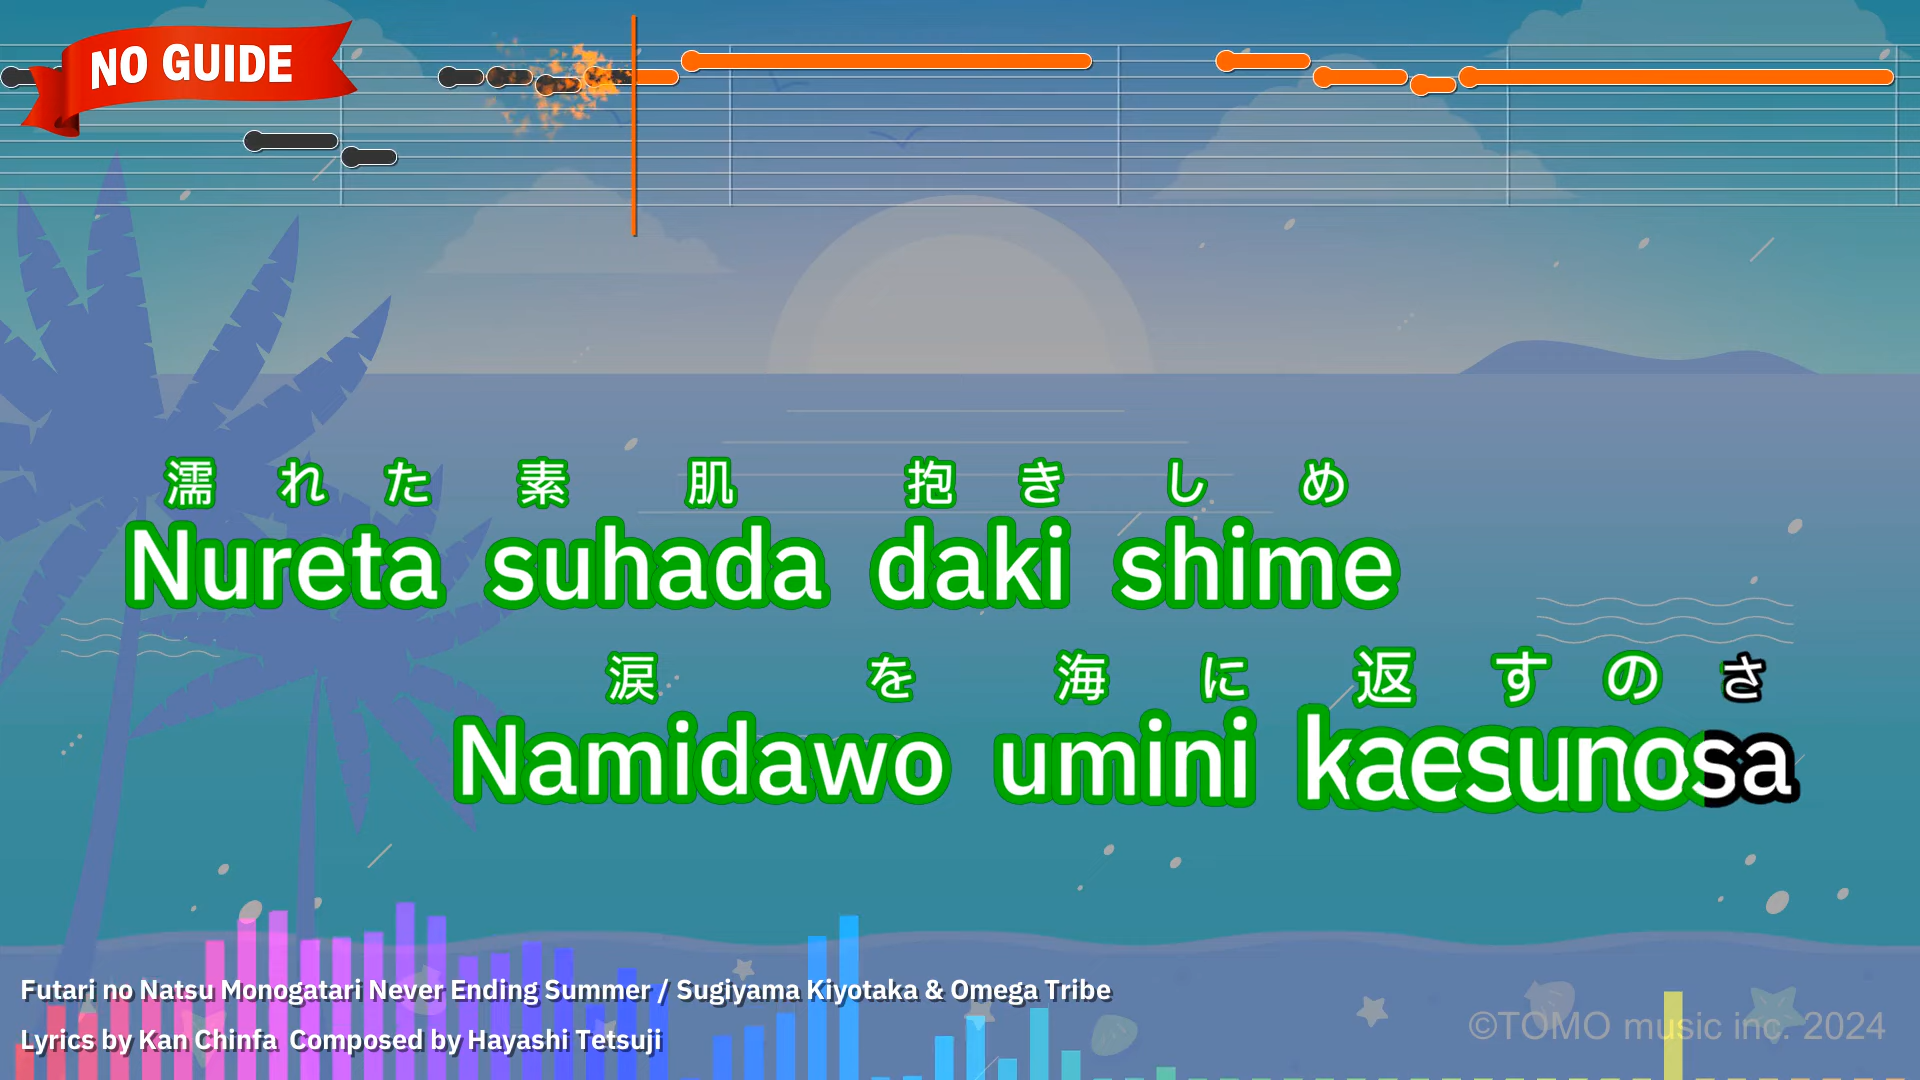 NO GUIDE
濡れた素肌抱きしめ
Nureta suhada daki shime
涙を海に返すのさ
Namidawo umini kaesunosa
Futari no Natsu Monogatari Never Ending Summer / Sugiyama Kiyotaka & Omega Tribe
Lyrics by Kan Chinfa  Composed by Hayashi Tetsuji
©TOMO music inc. 2024